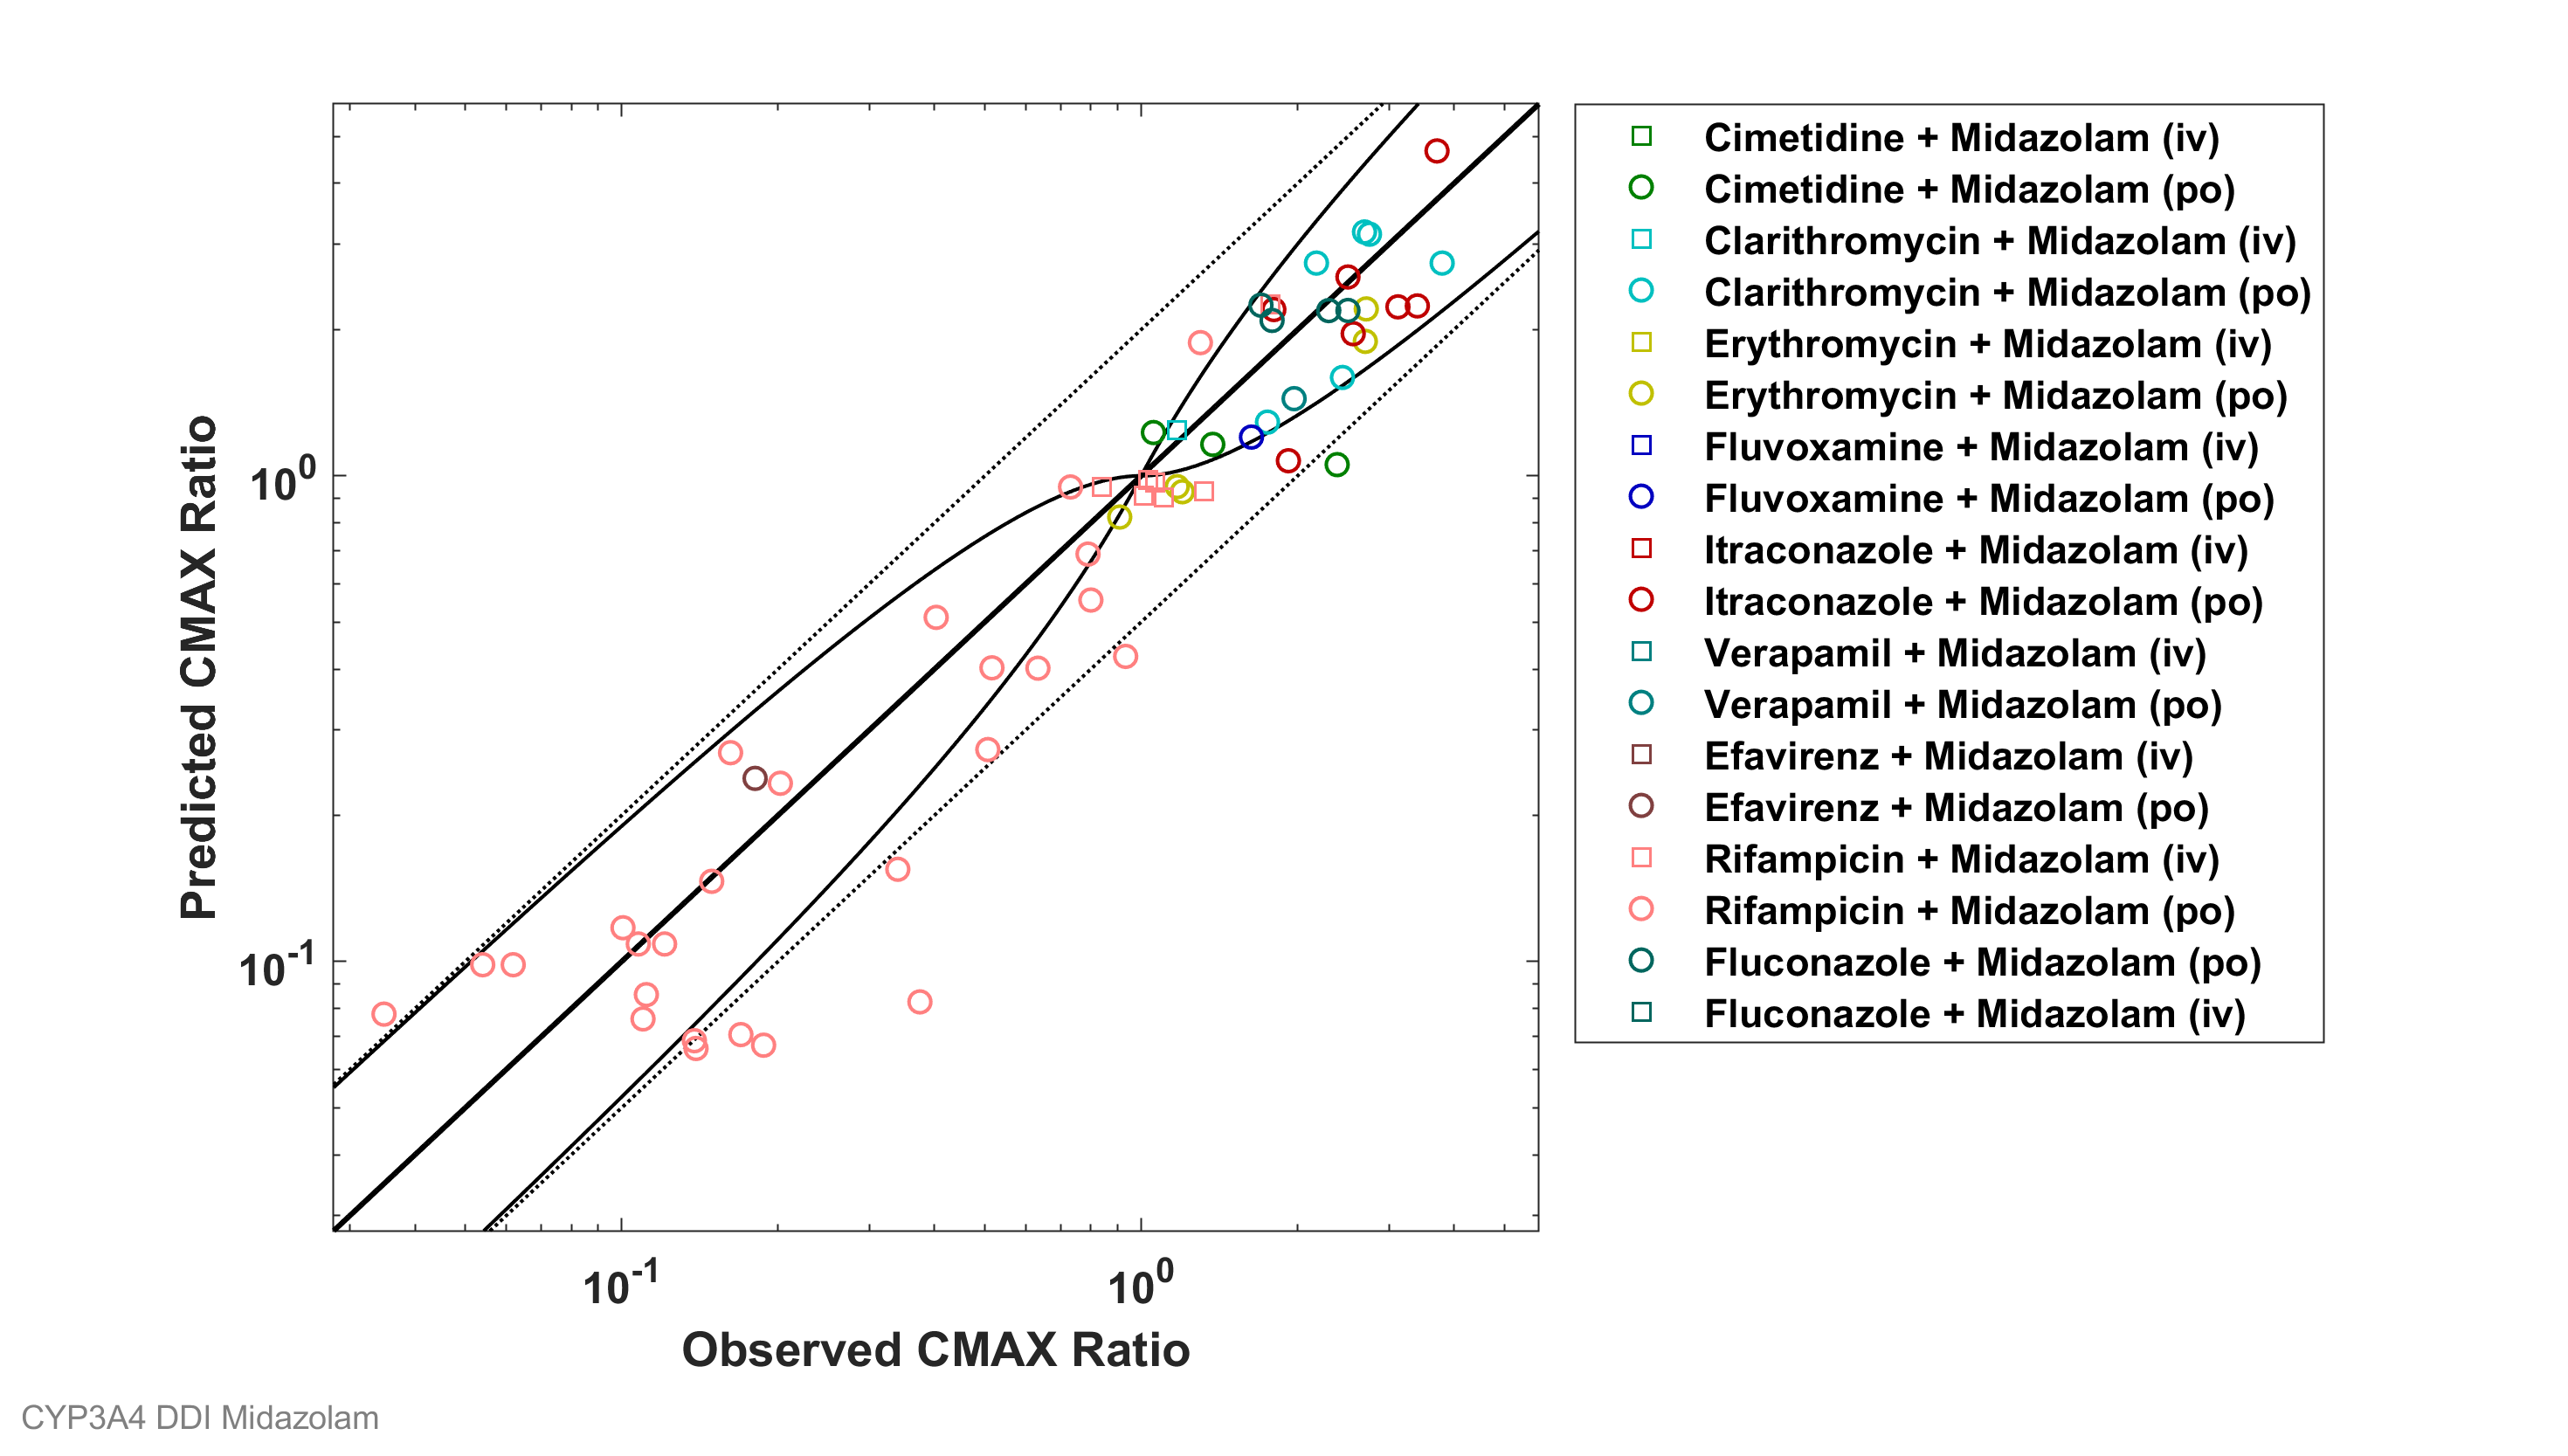 Cimetidine + Midazolam (iv)
Cimetidine + Midazolam (po)
Clarithromycin + Midazolam (iv)
Clarithromycin + Midazolam (po)
Erythromycin + Midazolam (iv)
Erythromycin + Midazolam (po)
Fluvoxamine + Midazolam (iv)
Fluvoxamine + Midazolam (po)
Itraconazole + Midazolam (iv)
Itraconazole + Midazolam (po)
Verapamil + Midazolam (iv)
Verapamil + Midazolam (po)
Efavirenz + Midazolam (iv)
Efavirenz + Midazolam (po)
Rifampicin + Midazolam (iv)
Rifampicin + Midazolam (po)
Fluconazole + Midazolam (po)
Fluconazole + Midazolam (iv)
Predicted CMAX Ratio
10^0
10^-1
10^-1 10^0
Observed CMAX Ratio
CYP3A4 DDI Midazolam